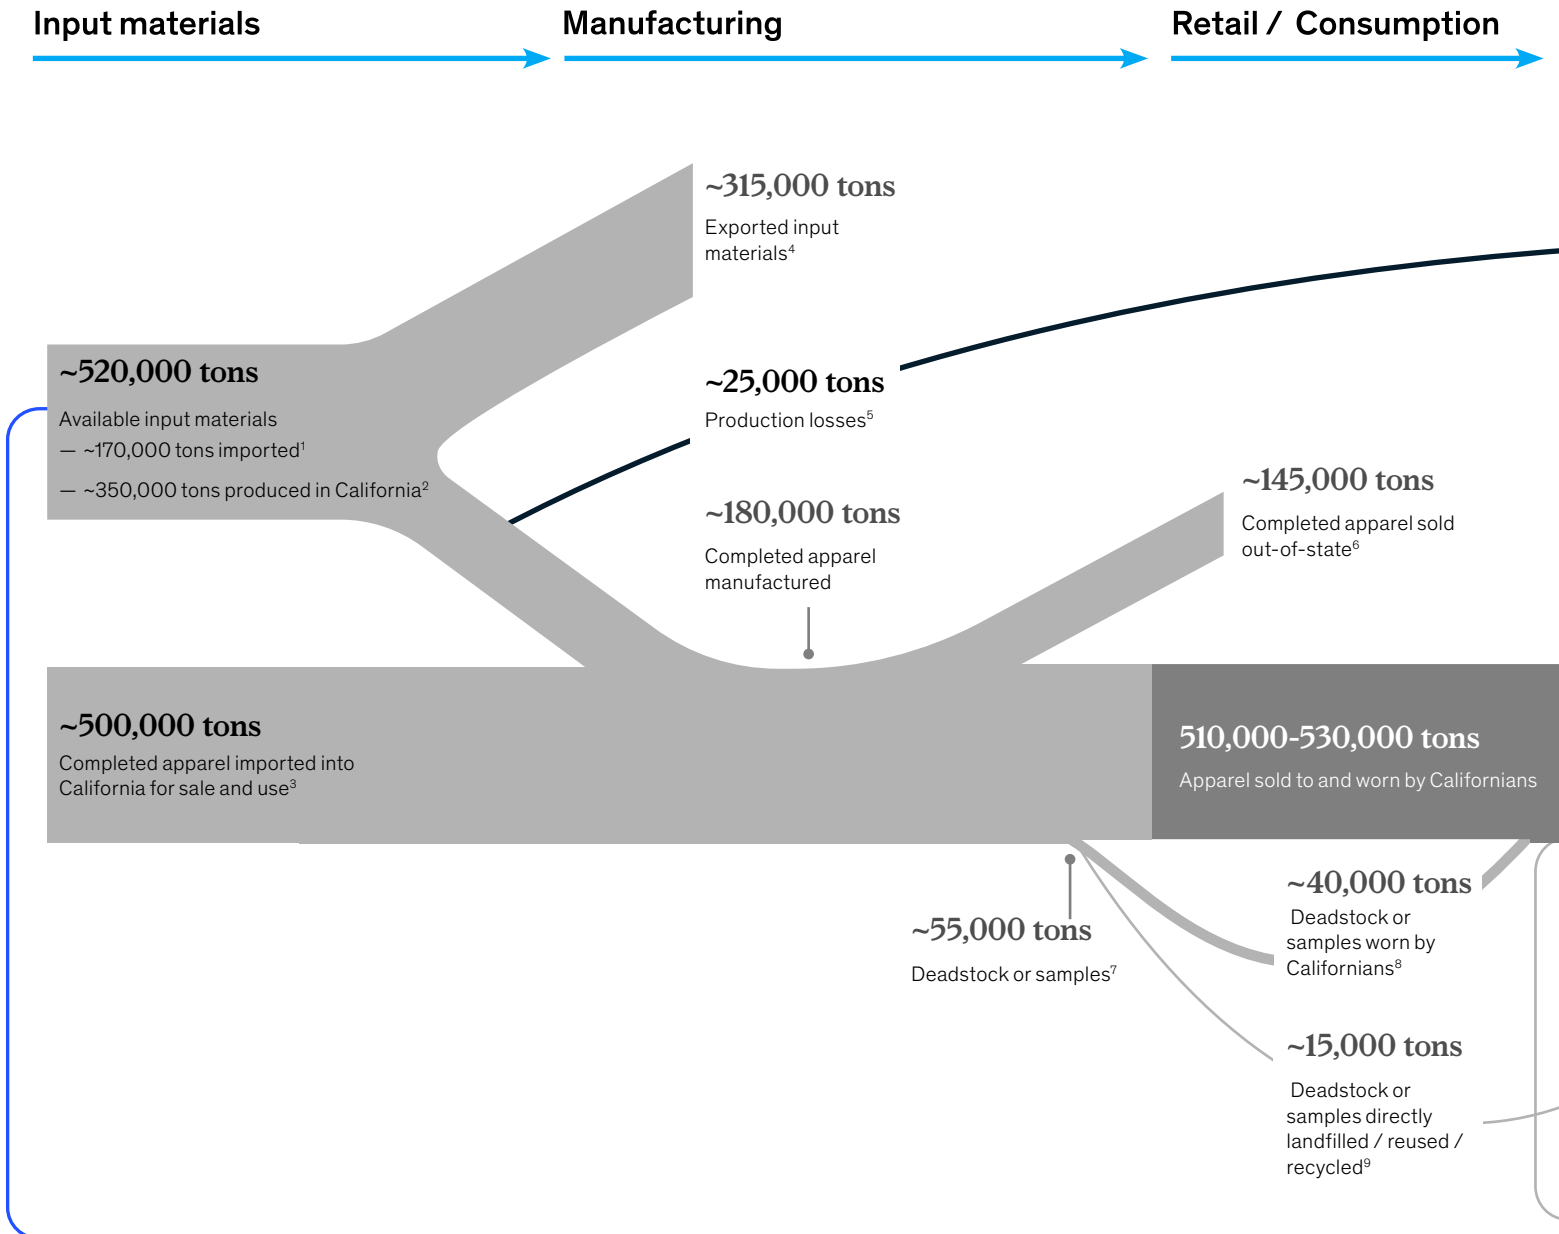 Input materials
Manufacturing
Retail / Consumption
~315,000 tons
Exported input
materials⁴
~520,000 tons
Available input materials
— ~170,000 tons imported¹
— ~350,000 tons produced in California²
~25,000 tons
Production losses⁵
~180,000 tons
Completed apparel
manufactured
~145,000 tons
Completed apparel sold
out-of-state⁶
~500,000 tons
Completed apparel imported into
California for sale and use³
510,000-530,000 tons
Apparel sold to and worn by Californians
~55,000 tons
Deadstock or samples⁷
~40,000 tons
Deadstock or
samples worn by
Californians⁸
~15,000 tons
Deadstock or
samples directly
landfilled / reused /
recycled⁹